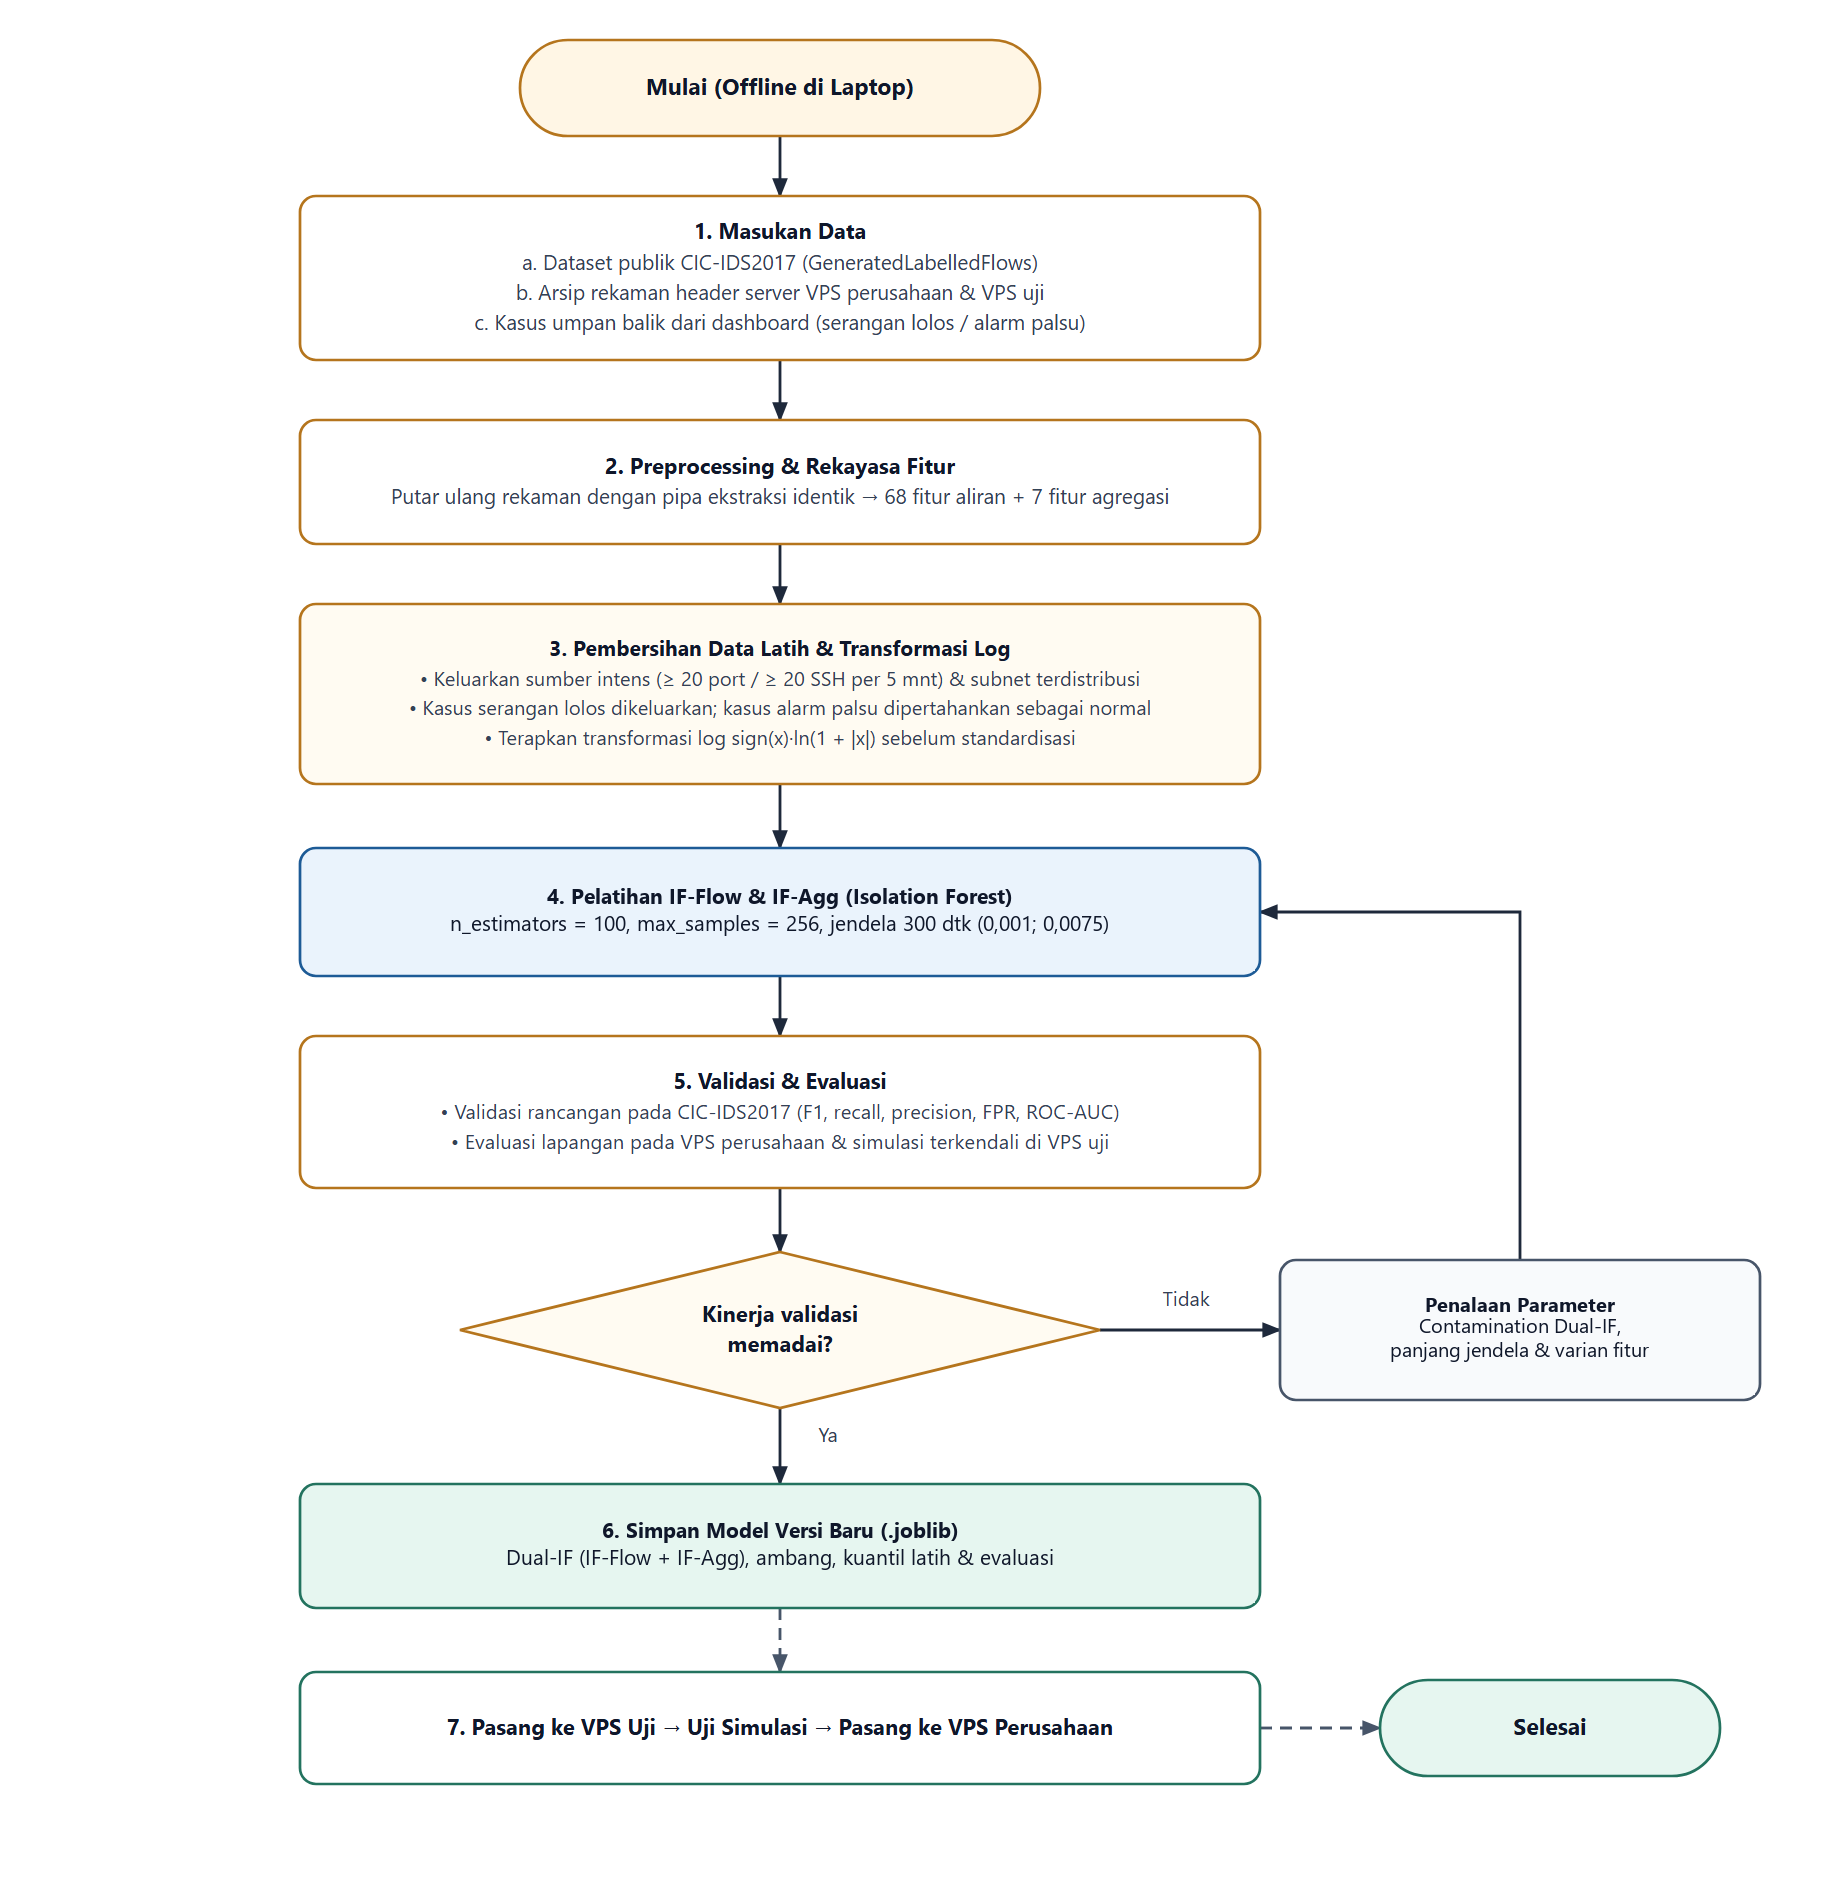 Mulai (Offline di Laptop)
1. Masukan Data
a. Dataset publik CIC-IDS2017 (GeneratedLabelledFlows)
b. Arsip rekaman header server VPS perusahaan & VPS uji
c. Kasus umpan balik dari dashboard (serangan lolos / alarm palsu)
2. Preprocessing & Rekayasa Fitur
Putar ulang rekaman dengan pipa ekstraksi identik → 68 fitur aliran + 7 fitur agregasi
3. Pembersihan Data Latih & Transformasi Log
• Keluarkan sumber intens (≥ 20 port / ≥ 20 SSH per 5 mnt) & subnet terdistribusi
• Kasus serangan lolos dikeluarkan; kasus alarm palsu dipertahankan sebagai normal
• Terapkan transformasi log sign(x)·ln(1 + |x|) sebelum standardisasi
4. Pelatihan IF-Flow & IF-Agg (Isolation Forest)
n_estimators = 100, max_samples = 256, jendela 300 dtk (0,001; 0,0075)
5. Validasi & Evaluasi
• Validasi rancangan pada CIC-IDS2017 (F1, recall, precision, FPR, ROC-AUC)
• Evaluasi lapangan pada VPS perusahaan & simulasi terkendali di VPS uji
Kinerja validasi
memadai?
Tidak
Penalaan Parameter
Contamination Dual-IF,
panjang jendela & varian fitur
Ya
6. Simpan Model Versi Baru (.joblib)
Dual-IF (IF-Flow + IF-Agg), ambang, kuantil latih & evaluasi
7. Pasang ke VPS Uji → Uji Simulasi → Pasang ke VPS Perusahaan
Selesai